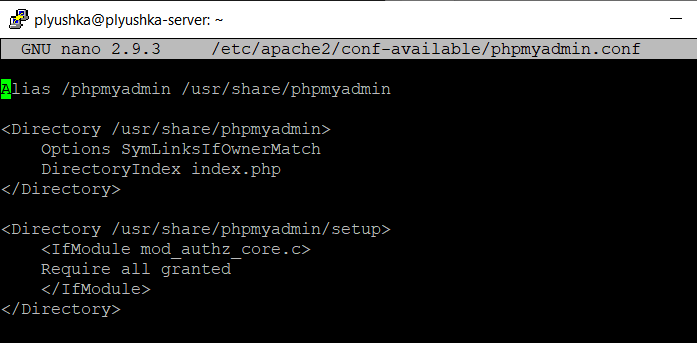 plyushka@plyushka-server: ~
GNU nano 2.9.3 /etc/apache2/conf-available/phpmyadmin.conf
Alias /phpmyadmin /usr/share/phpmyadmin
<Directory /usr/share/phpmyadmin>
    Options SymLinksIfOwnerMatch
    DirectoryIndex index.php
</Directory>
<Directory /usr/share/phpmyadmin/setup>
    <IfModule mod_authz_core.c>
    Require all granted
    </IfModule>
</Directory>